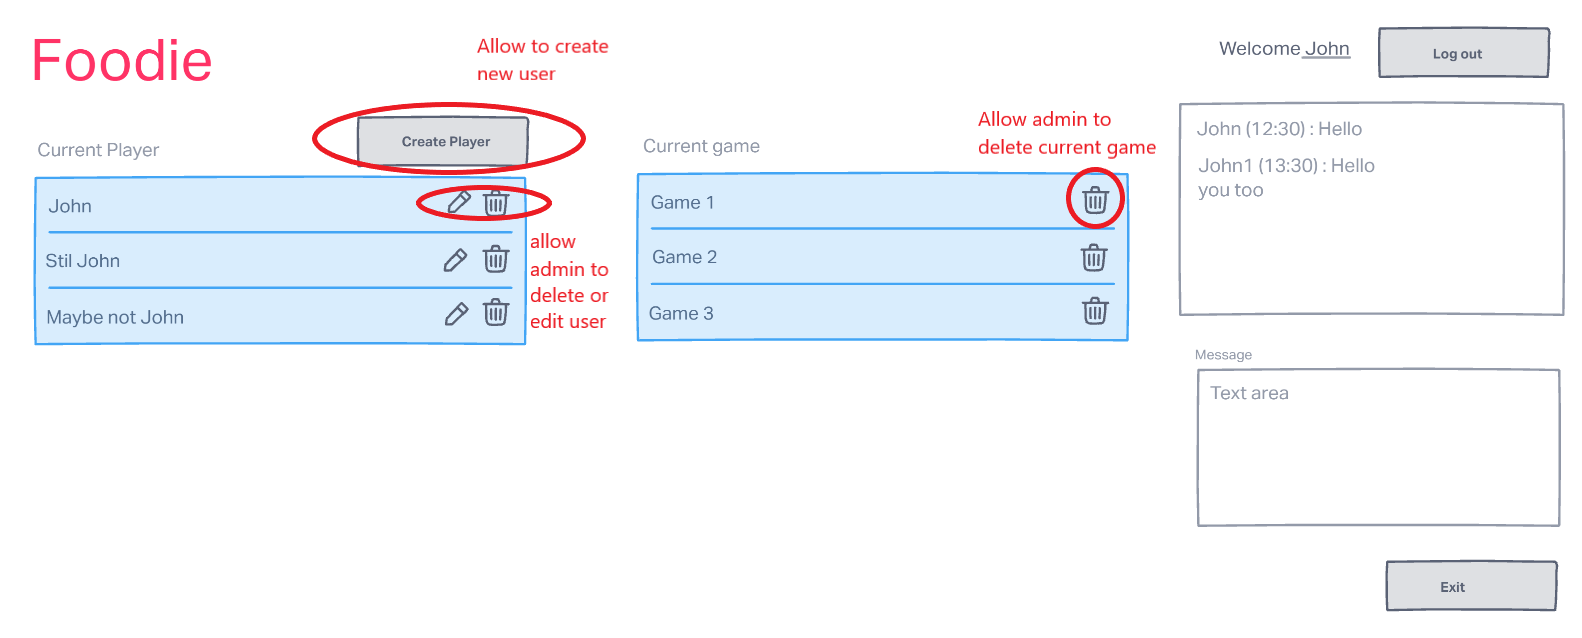 Foodie
Allow to create
new user
Welcome John
Log out
Current Player
Create Player
John
Stil John
Maybe not John
allow
admin to
delete or
edit user
Current game
Allow admin to
delete current game
Game 1
Game 2
Game 3
John (12:30) : Hello
John1 (13:30) : Hello
you too
Message
Text area
Exit